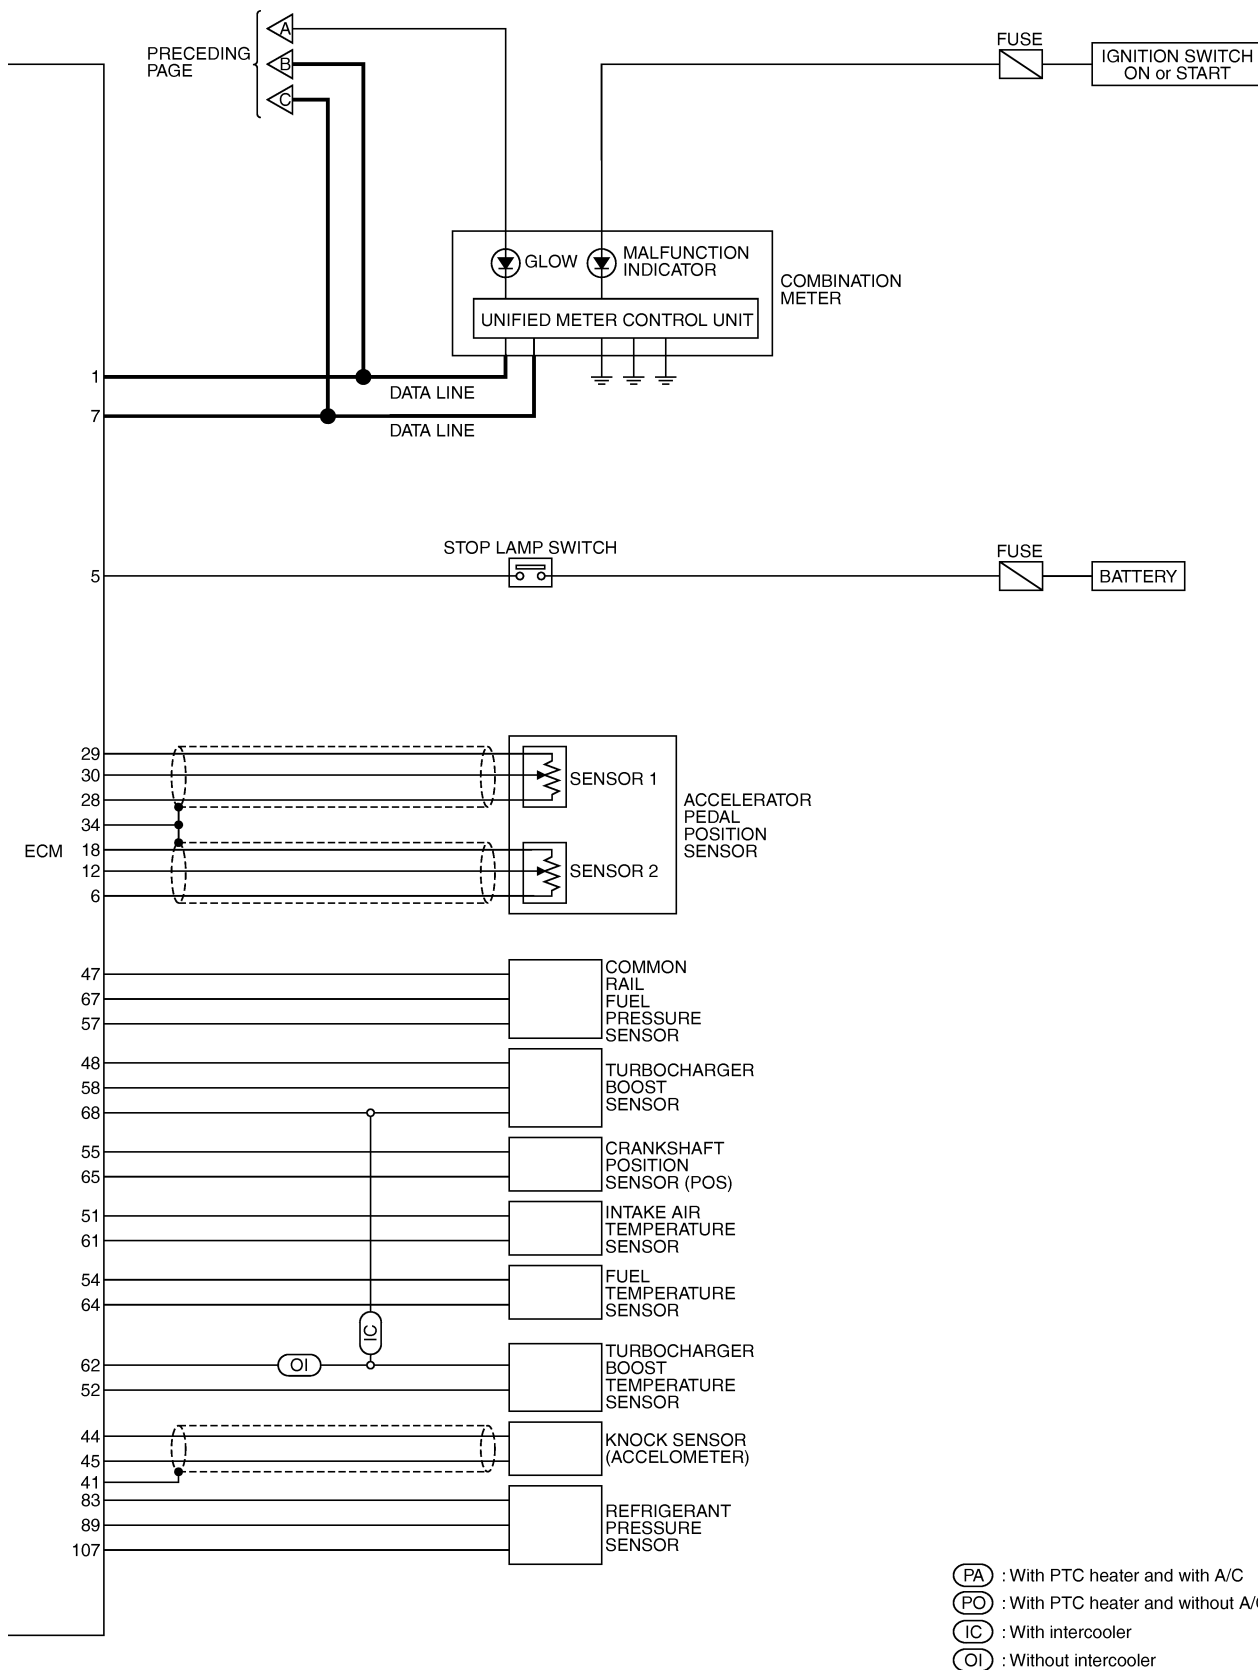 PRECEDING
PAGE
A
B
C
FUSE
IGNITION SWITCH
ON or START
GLOW
MALFUNCTION
INDICATOR
COMBINATION
METER
UNIFIED METER CONTROL UNIT
1
DATA LINE
7
DATA LINE
STOP LAMP SWITCH
FUSE
5
BATTERY
29
30
28
34
18
12
6
ECM
SENSOR 1
SENSOR 2
ACCELERATOR
PEDAL
POSITION
SENSOR
47
67
57
COMMON
RAIL
FUEL
PRESSURE
SENSOR
48
58
68
TURBOCHARGER
BOOST
SENSOR
55
65
CRANKSHAFT
POSITION
SENSOR (POS)
51
61
INTAKE AIR
TEMPERATURE
SENSOR
54
64
FUEL
TEMPERATURE
SENSOR
IC
62
OI
52
TURBOCHARGER
BOOST
TEMPERATURE
SENSOR
44
45
41
KNOCK SENSOR
(ACCELOMETER)
83
89
107
REFRIGERANT
PRESSURE
SENSOR
PA : With PTC heater and with A/C
PO : With PTC heater and without A/C
IC : With intercooler
OI : Without intercooler